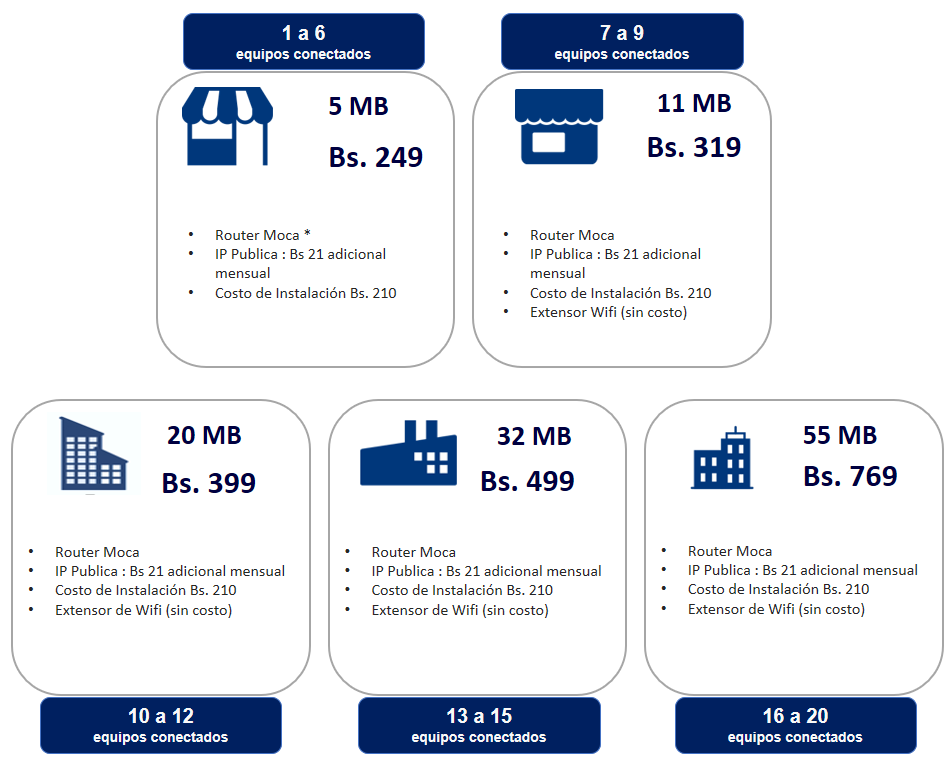 1 a 6
equipos conectados
5 MB
Bs. 249
• Router Moca *
• IP Publica : Bs 21 adicional
mensual
• Costo de Instalación Bs. 210
7 a 9
equipos conectados
11 MB
Bs. 319
• Router Moca
• IP Publica : Bs 21 adicional
mensual
• Costo de Instalación Bs. 210
• Extensor Wifi (sin costo)
20 MB
Bs. 399
• Router Moca
• IP Publica : Bs 21 adicional mensual
• Costo de Instalación Bs. 210
• Extensor de Wifi (sin costo)
10 a 12
equipos conectados
32 MB
Bs. 499
• Router Moca
• IP Publica : Bs 21 adicional mensual
• Costo de Instalación Bs. 210
• Extensor de Wifi (sin costo)
13 a 15
equipos conectados
55 MB
Bs. 769
• Router Moca
• IP Publica : Bs 21 adicional mensual
• Costo de Instalación Bs. 210
• Extensor de Wifi (sin costo)
16 a 20
equipos conectados